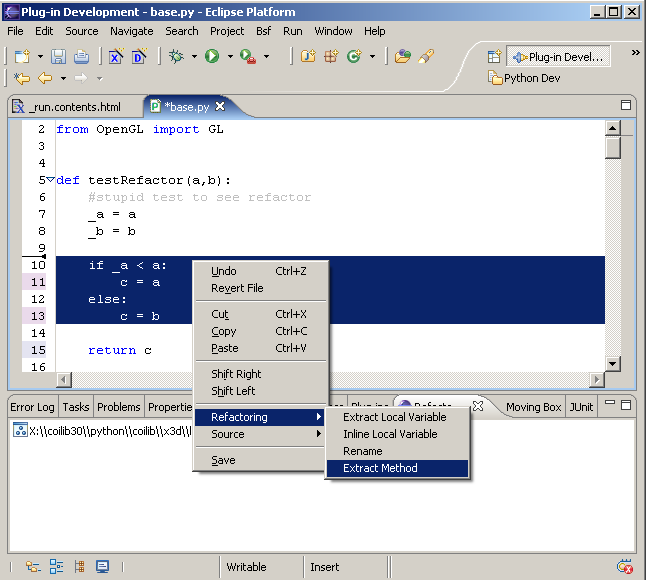 Plug-in Development - base.py - Eclipse Platform
File Edit Source Navigate Search Project Bsf Run Window Help
Plug-in Devel...
Python Dev
_run.contents.html *base.py
2 from OpenGL import GL
3
4
5 def testRefactor(a,b):
6 #stupid test to see refactor
7 _a = a
8 _b = b
9
10 if _a < a:
11 c = a
12 else:
13 c = b
14
15 return c
16
Undo Ctrl+Z
Revert File
Cut Ctrl+X
Copy Ctrl+C
Paste Ctrl+V
Shift Right
Shift Left
Refactoring
Source
Save
Extract Local Variable
Inline Local Variable
Rename
Extract Method
Error Log Tasks Problems Propertie Moving Box JUnit
X:\\coilib30\\python\\coilib\\x3d\\
Writable Insert